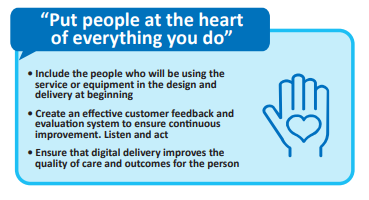 “Put people at the heart
of everything you do”
• Include the people who will be using the
service or equipment in the design and
delivery at beginning
• Create an effective customer feedback and
evaluation system to ensure continuous
improvement. Listen and act
• Ensure that digital delivery improves the
quality of care and outcomes for the person